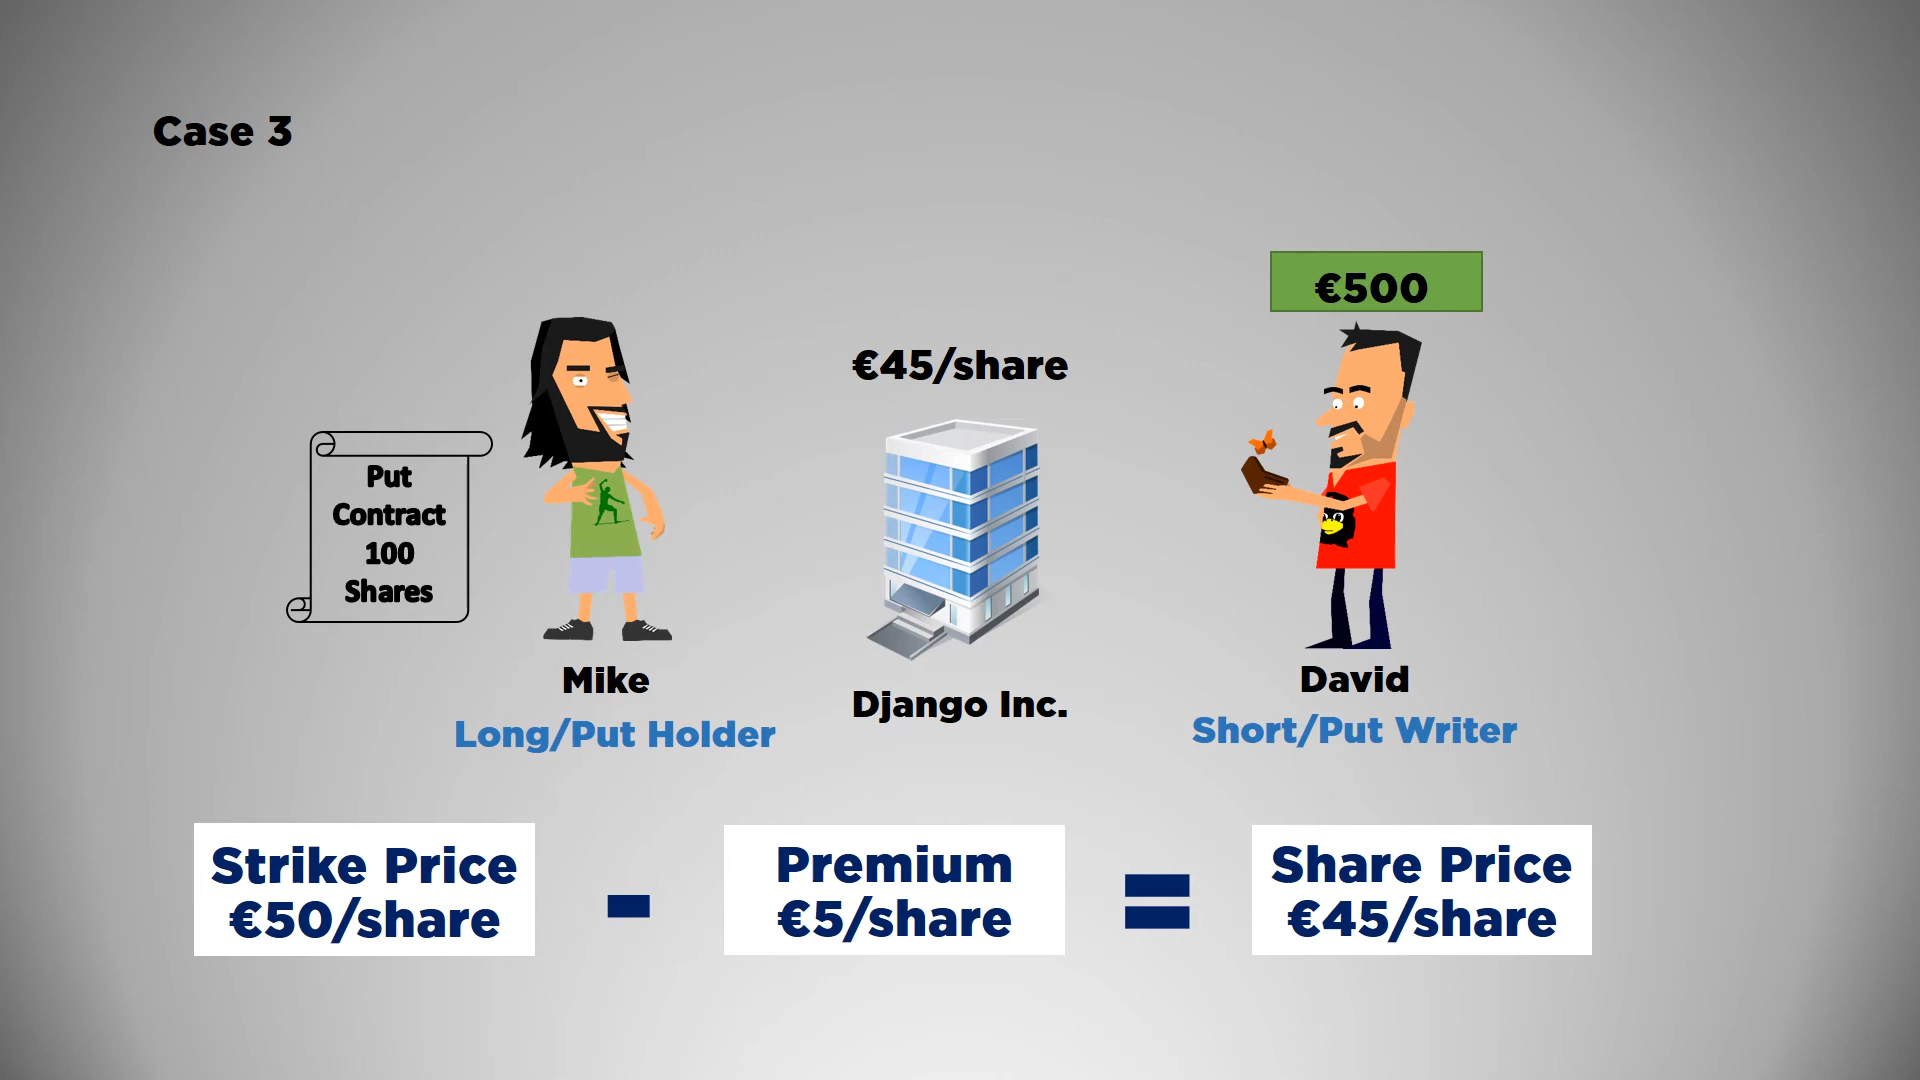 Case 3
€500
€45/share
Put
Contract
100
Shares
Mike
Long/Put Holder
Django Inc.
David
Short/Put Writer
Strike Price
€50/share
-
Premium
€5/share
=
Share Price
€45/share